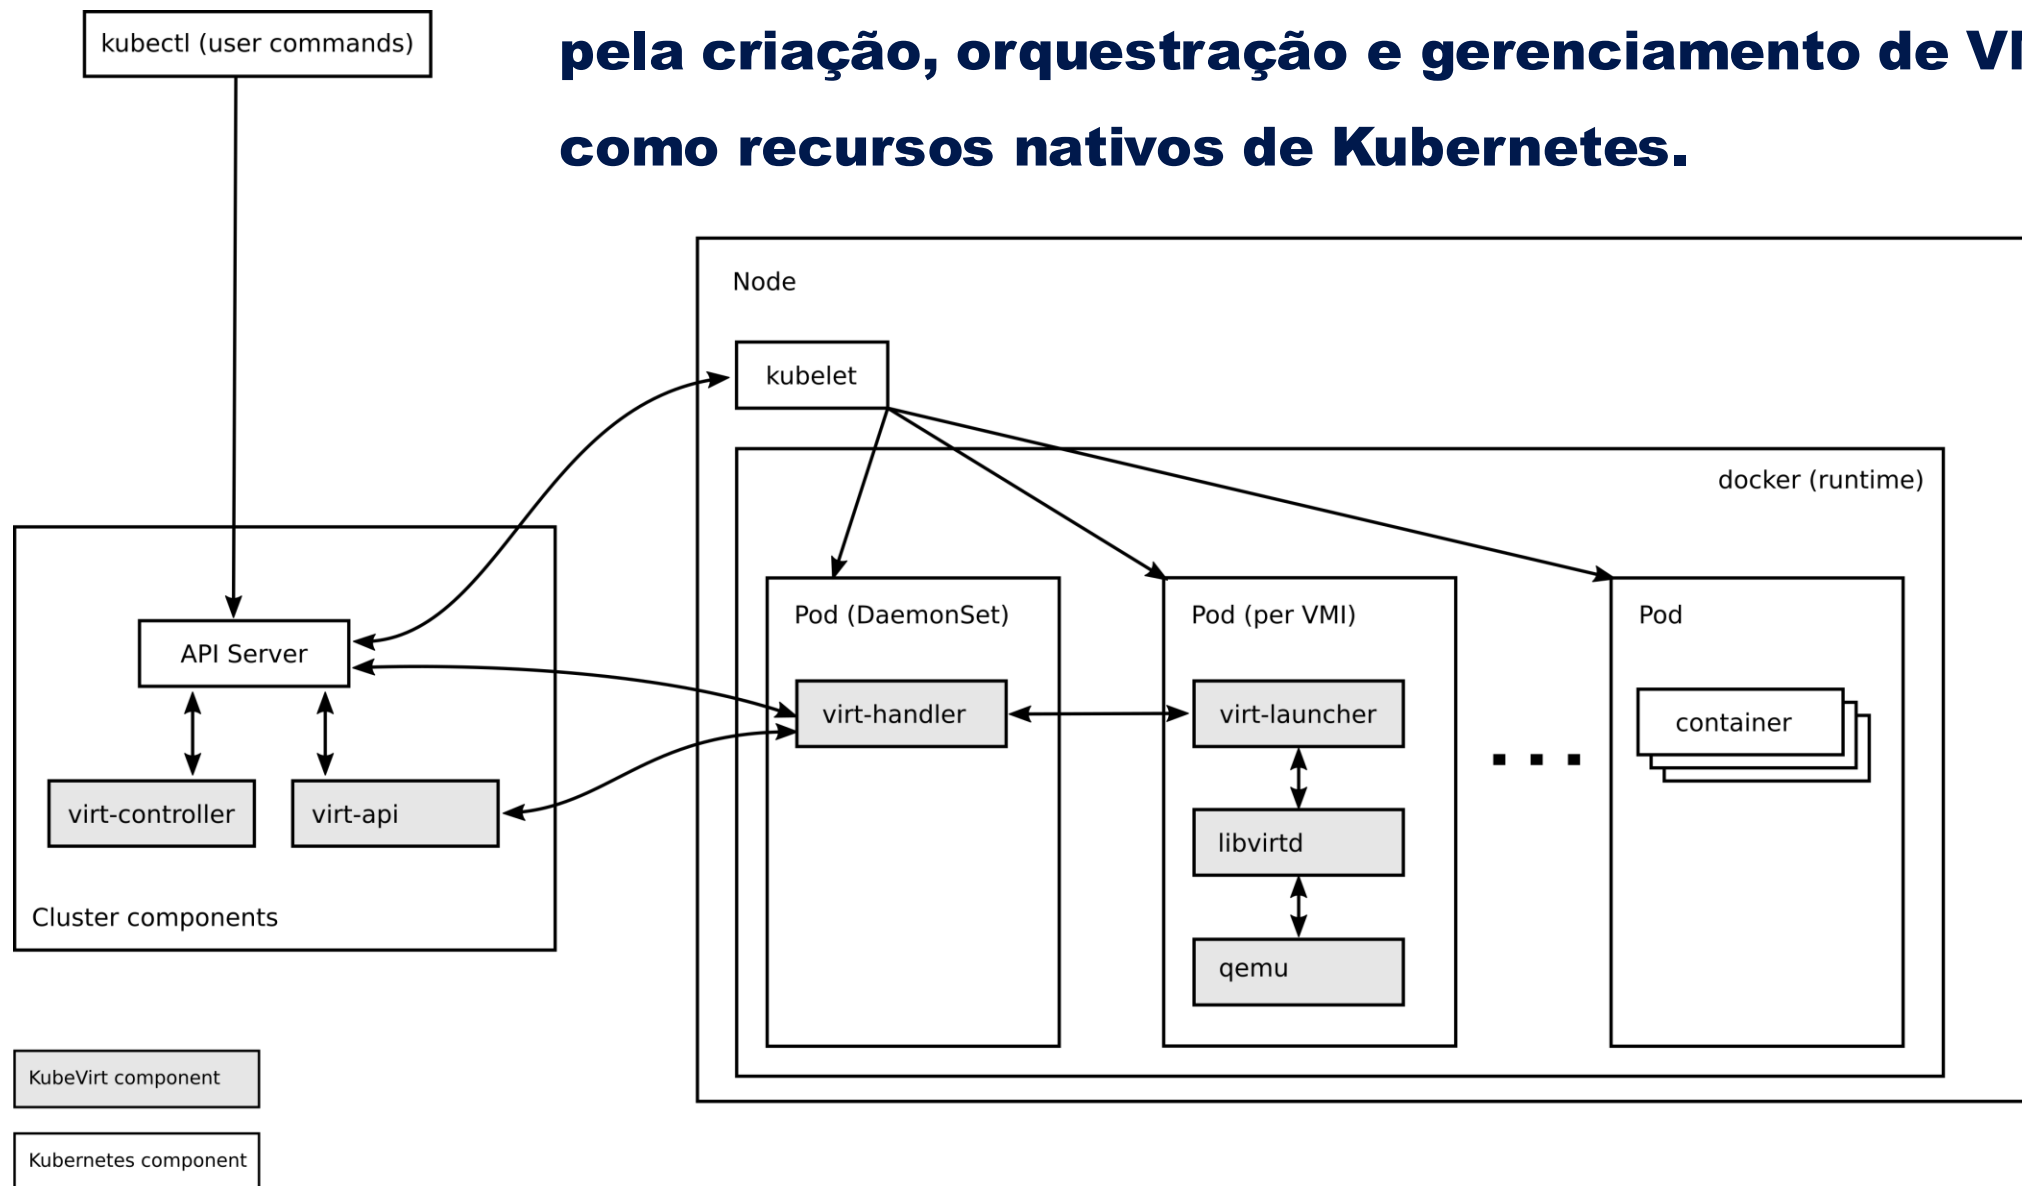 kubectl (user commands)
pela criação, orquestração e gerenciamento de
como recursos nativos de Kubernetes.
Node
kubelet
docker (runtime)
Pod (DaemonSet)
Pod (per VMI)
Pod
API Server
virt-handler
virt-launcher
container
virt-controller
virt-api
libvirtd
Cluster components
qemu
KubeVirt component
Kubernetes component